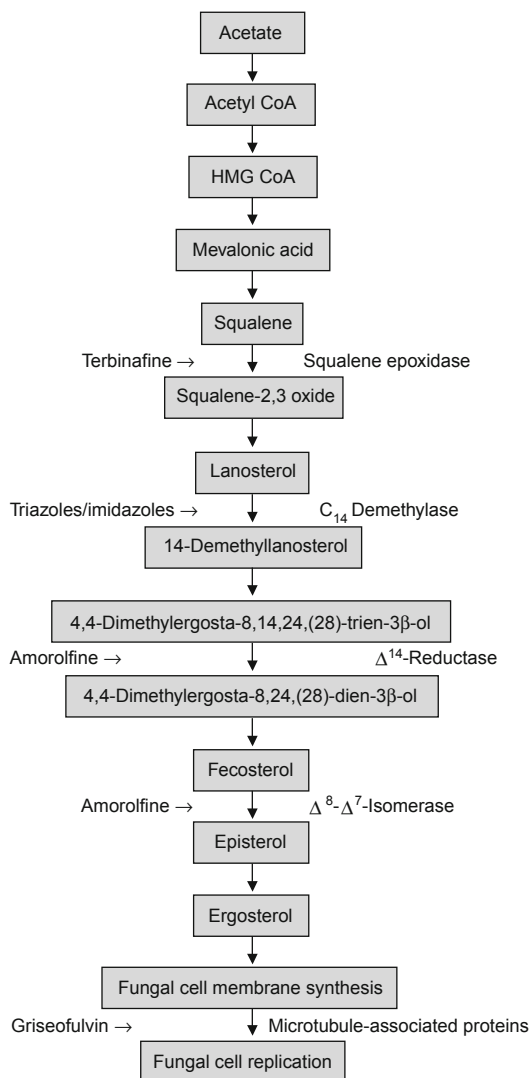 Acetate
Acetyl CoA
HMG CoA
Mevalonic acid
Squalene
Terbinafine → Squalene epoxidase
Squalene-2,3 oxide
Lanosterol
Triazoles/imidazoles → C₁₄ Demethylase
14-Demethyllanosterol
4,4-Dimethylergosta-8,14,24,(28)-trien-3β-ol
Amorolfine → Δ¹⁴-Reductase
4,4-Dimethylergosta-8,24,(28)-dien-3β-ol
Fecosterol
Amorolfine → Δ⁸-Δ⁷-Isomerase
Episterol
Ergosterol
Fungal cell membrane synthesis
Griseofulvin → Microtubule-associated proteins
Fungal cell replication